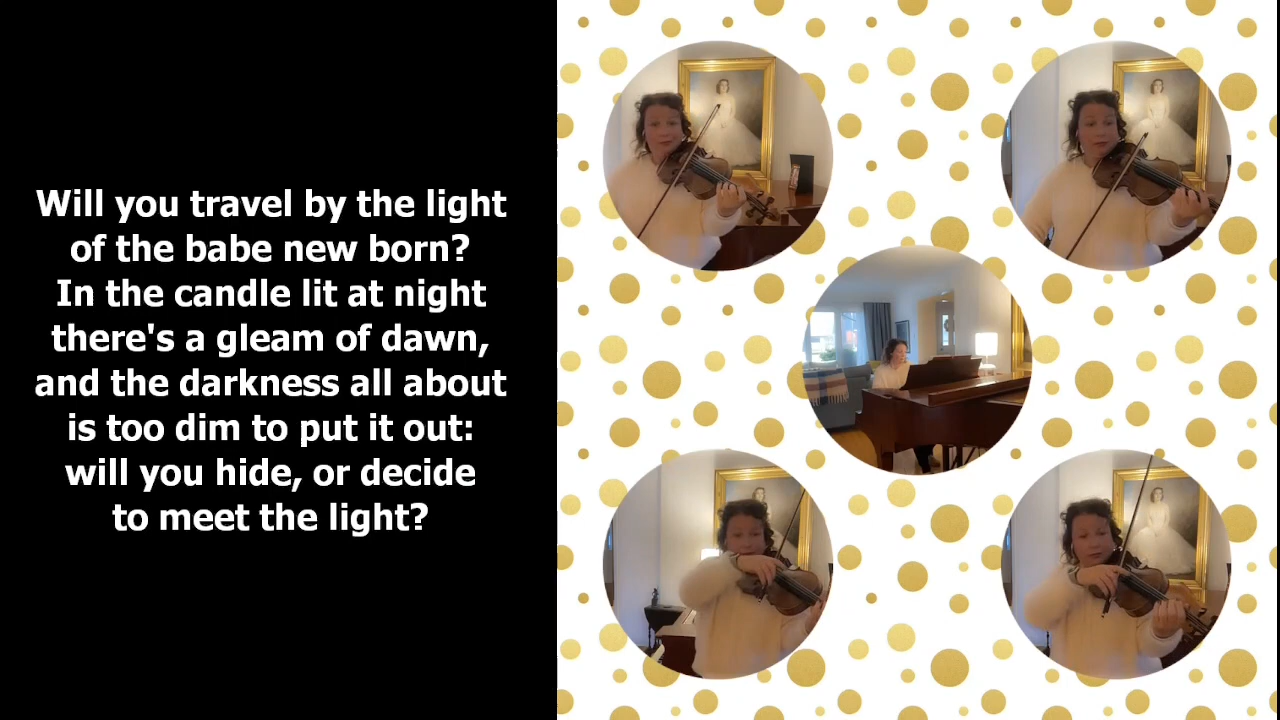 Will you travel by the light
of the babe new born?
In the candle lit at night
there's a gleam of dawn,
and the darkness all about
is too dim to put it out:
will you hide, or decide
to meet the light?